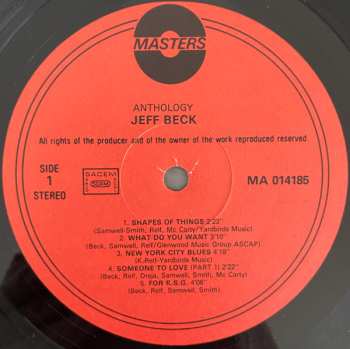 MASTERS
ANTHOLOGY
JEFF BECK
All rights of the producer and of the owner of the work reproduced reserved.
SIDE
1
STEREO
SACEM
MA 014185
1. SHAPES OF THINGS 2'23"
(Samwell-Smith, Relf, Mc Carty/Yardbirds Music)
2. WHAT DO YOU WANT 3'10"
(Beck, Samwell, Relf/Glenwood Music Group ASCAP)
3. NEW YORK CITY BLUES 4'19"
(K.Relf-Yardbirds Music)
4. SOMEONE TO LOVE (PART 1) 2'22"
(Beck, Relf, Dreja, Samwell, Smith, Mc Carty)
5. FOR R.S.G. 4'06"
(Beck, Relf, Samwell, Smith).